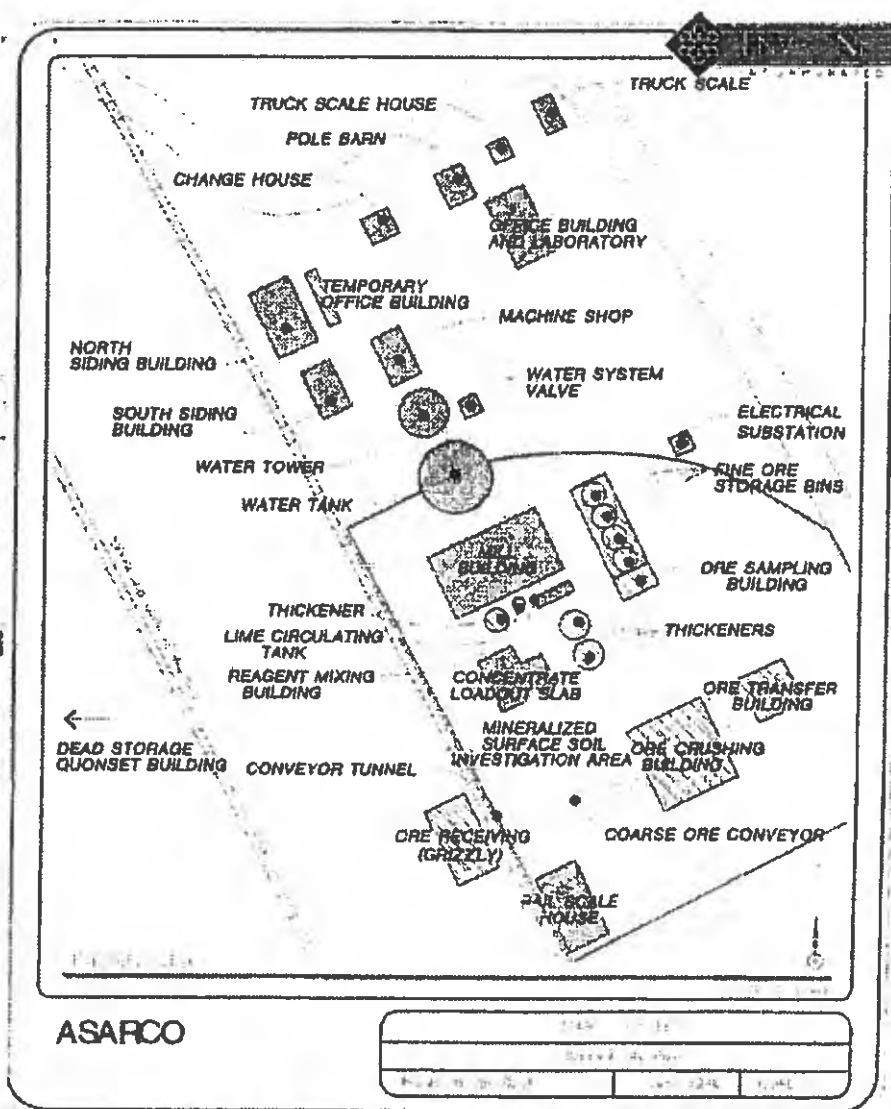 TRUCK SCALE
TRUCK SCALE HOUSE
POLE BARN
CHANGE HOUSE
OFFICE BUILDING
AND LABORATORY
TEMPORARY
OFFICE BUILDING
MACHINE SHOP
NORTH
SIDING BUILDING
WATER SYSTEM
VALVE
SOUTH SIDING
BUILDING
ELECTRICAL
SUBSTATION
WATER TOWER
FINE ORE
STORAGE BINS
WATER TANK
MILL
BUILDING
ORE SAMPLING
BUILDING
THICKENER
THICKENERS
LIME CIRCULATING
TANK
REAGENT MIXING
BUILDING
CONCENTRATE
LOADOUT SLAB
ORE TRANSFER
BUILDING
MINERALIZED
SURFACE SOIL
INVESTIGATION AREA
ORE CRUSHING
BUILDING
DEAD STORAGE
QUONSET BUILDING
CONVEYOR TUNNEL
ORE RECEIVING
(GRIZZLY)
COARSE ORE CONVEYOR
RAIL SCALE
HOUSE
ASARCO